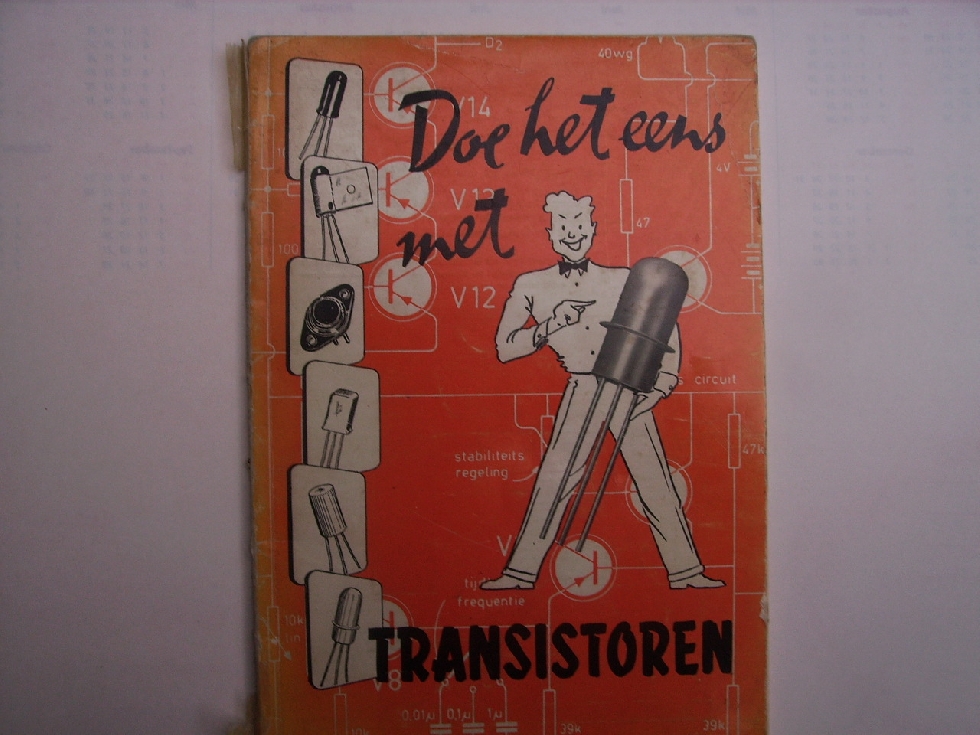 D2
40wg
V14
Doe het eens
4V
V13
47
met
100
V12
circuit
stabiliteits
regeling
47k
V
frequentie
10k
lin
TRANSISTOREN
V8
0,01µ 0,1µ 1µ
39k
39k
10k